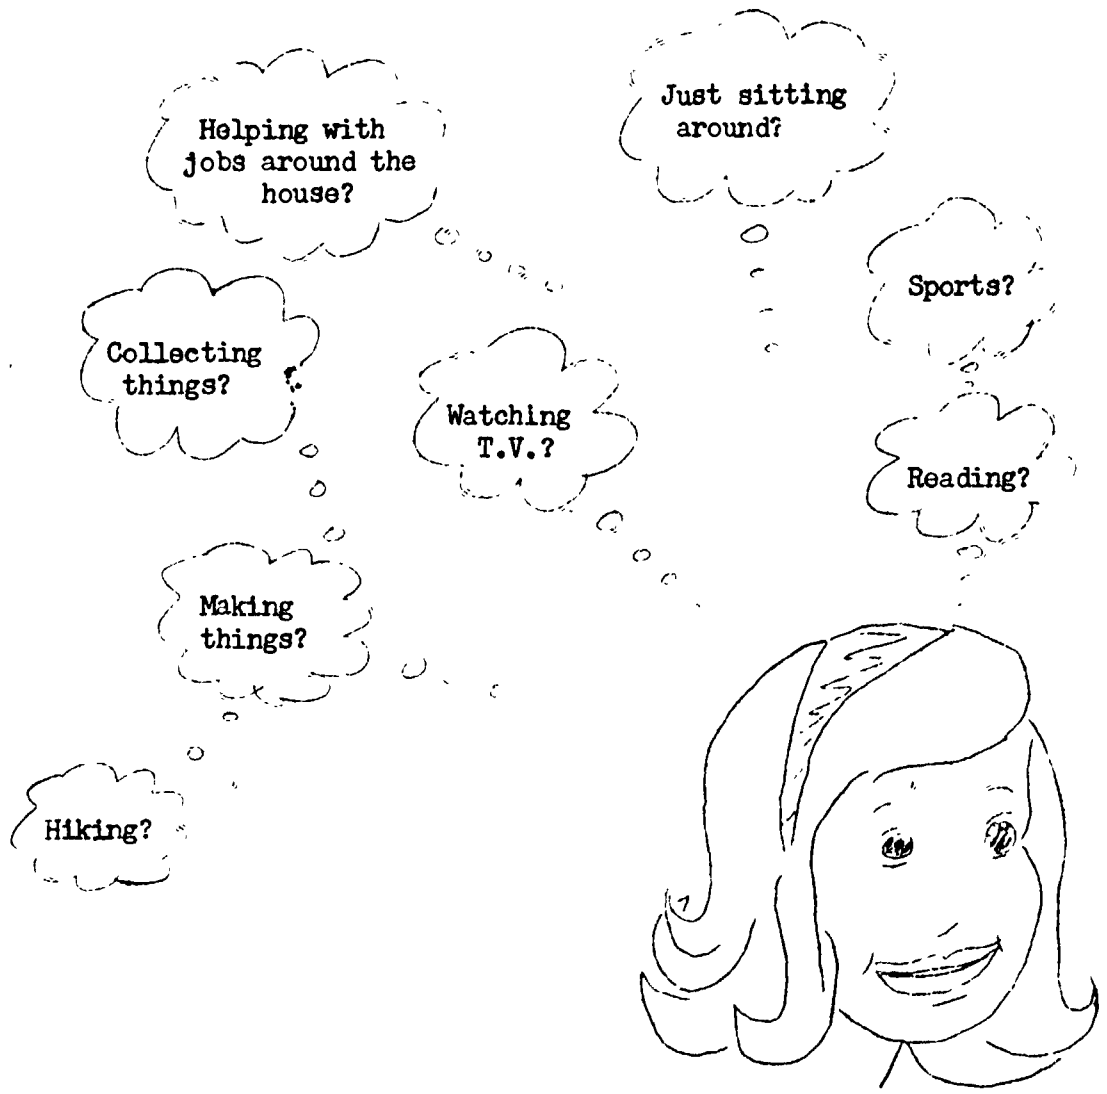 Helping with
jobs around the
house?
Just sitting
around?
Sports?
Collecting
things?
Watching
T.V.?
Reading?
Making
things?
Hiking?